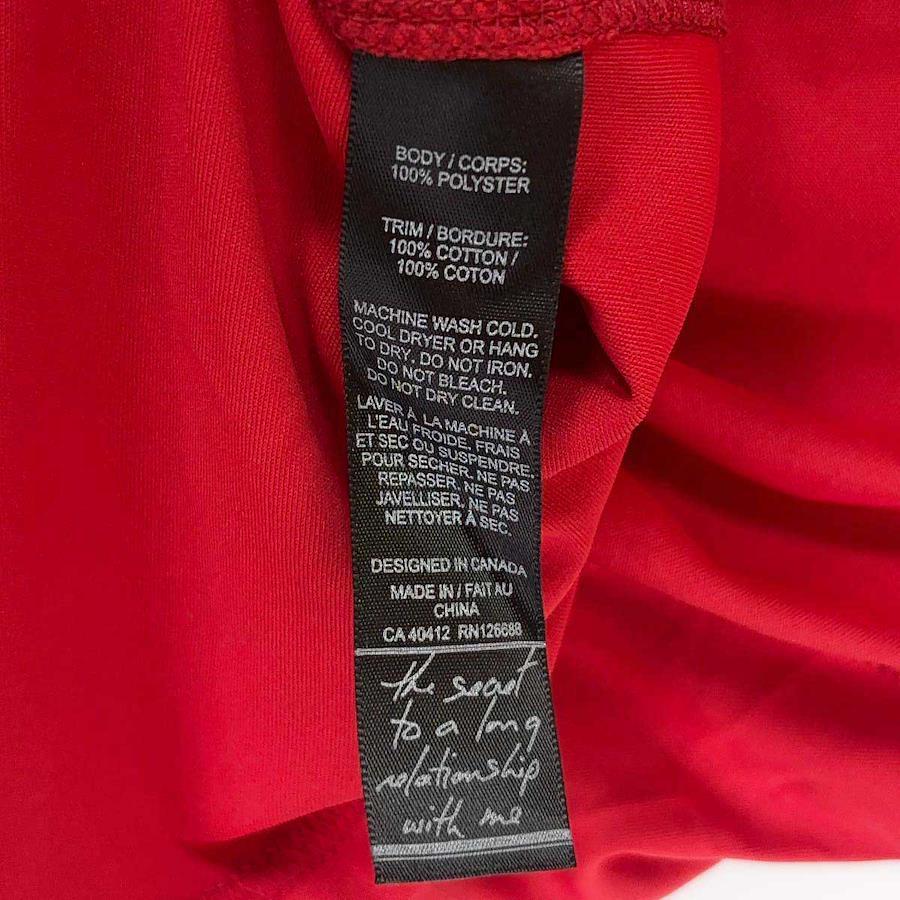 BODY / CORPS:
100% POLYSTER
TRIM / BORDURE:
100% COTTON /
100% COTON
MACHINE WASH COLD.
COOL DRYER OR HANG
TO DRY. DO NOT IRON.
DO NOT BLEACH.
DO NOT DRY CLEAN.
LAVER À LA MACHINE À
L'EAU FROIDE. FRAIS
ET SEC OU SUSPENDRE
POUR SECHER. NE PAS
REPASSER. NE PAS
JAVELLISER. NE PAS
NETTOYER À SEC.
DESIGNED IN CANADA
MADE IN / FAIT AU
CHINA
CA 40412 RN126688
the secret
to a long
relationship
with me